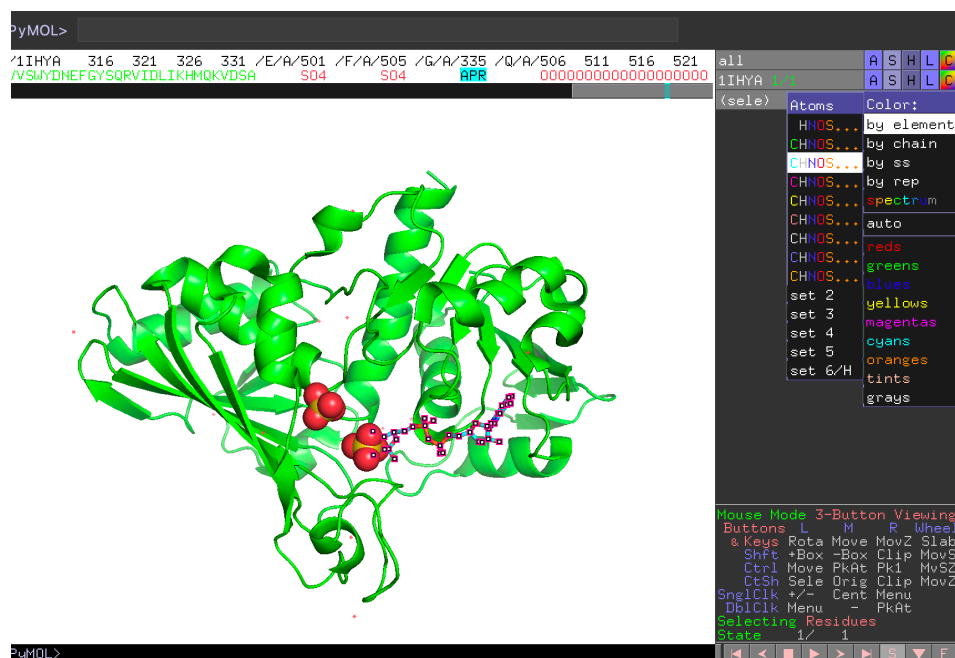 PyMOL>
/1IHYA 316 321 326 331 /E/A/501 /F/A/505 /G/A/335 /Q/A/506 511 516 521
VSWYDNEFGYSQRVIDLIKHMQKVDSA SO4 SO4 APR OOOOOOOOOOOOOOOOOOO
all A S H L C
1IHYA 1/1 A S H L C
(sele)
Atoms
HNOS...
CHNOS...
CHNOS...
CHNOS...
CHNOS...
CHNOS...
CHNOS...
CHNOS...
CHNOS...
set 2
set 3
set 4
set 5
set 6/H
Color:
by element
by chain
by ss
by rep
spectrum
auto
reds
greens
blues
yellows
magentas
cyans
oranges
tints
grays
Mouse Mode 3-Button Viewing
Buttons L M R Wheel
& Keys Rota Move MovZ Slab
Shft +Box -Box Clip MovS
Ctrl Move PkAt Pk1 MvSZ
CtSh Sele Orig Clip MovZ
SnglClk +/- Cent Menu
DblClk Menu - PkAt
Selecting Residues
State 1/ 1
PyMOL>
S F